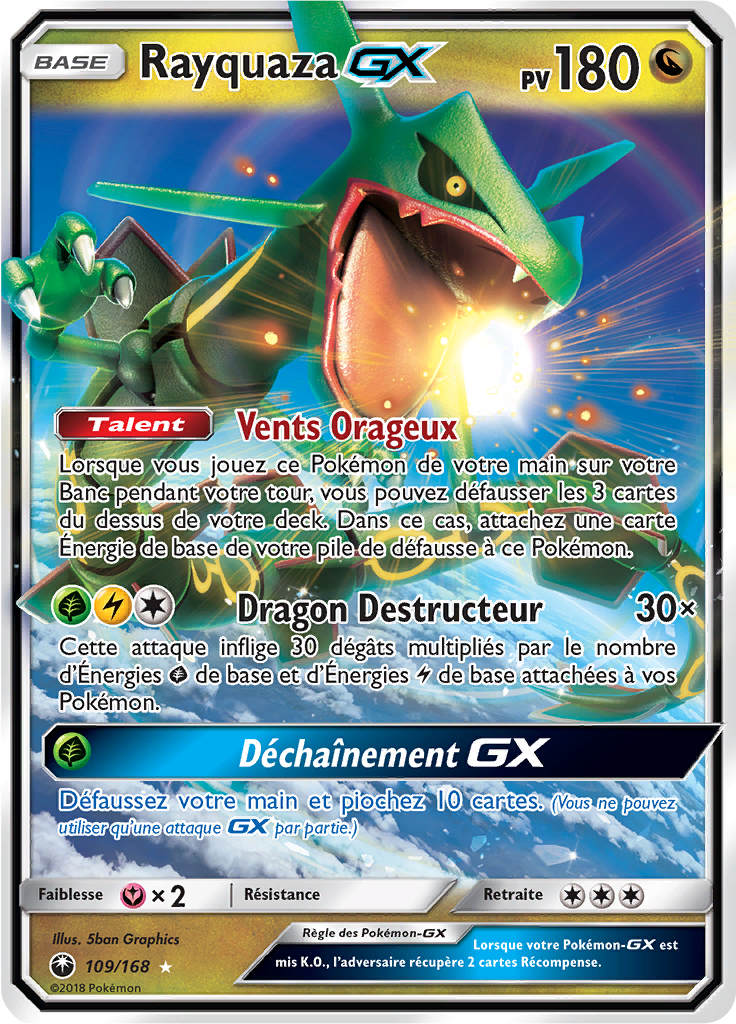 BASE Rayquaza GX PV 180
Talent Vents Orageux
Lorsque vous jouez ce Pokémon de votre main sur votre
Banc pendant votre tour, vous pouvez défausser les 3 cartes
du dessus de votre deck. Dans ce cas, attachez une carte
Énergie de base de votre pile de défausse à ce Pokémon.
Dragon Destructeur 30×
Cette attaque inflige 30 dégâts multipliés par le nombre
d'Énergies de base et d'Énergies de base attachées à vos
Pokémon.
Déchaînement GX
Défaussez votre main et piochez 10 cartes. (Vous ne pouvez
utiliser qu'une attaque GX par partie.)
Faiblesse × 2 Résistance Retraite
Illus. 5ban Graphics
109/168
©2018 Pokémon
Règle des Pokémon-GX
Lorsque votre Pokémon-GX est
mis K.O., l'adversaire récupère 2 cartes Récompense.